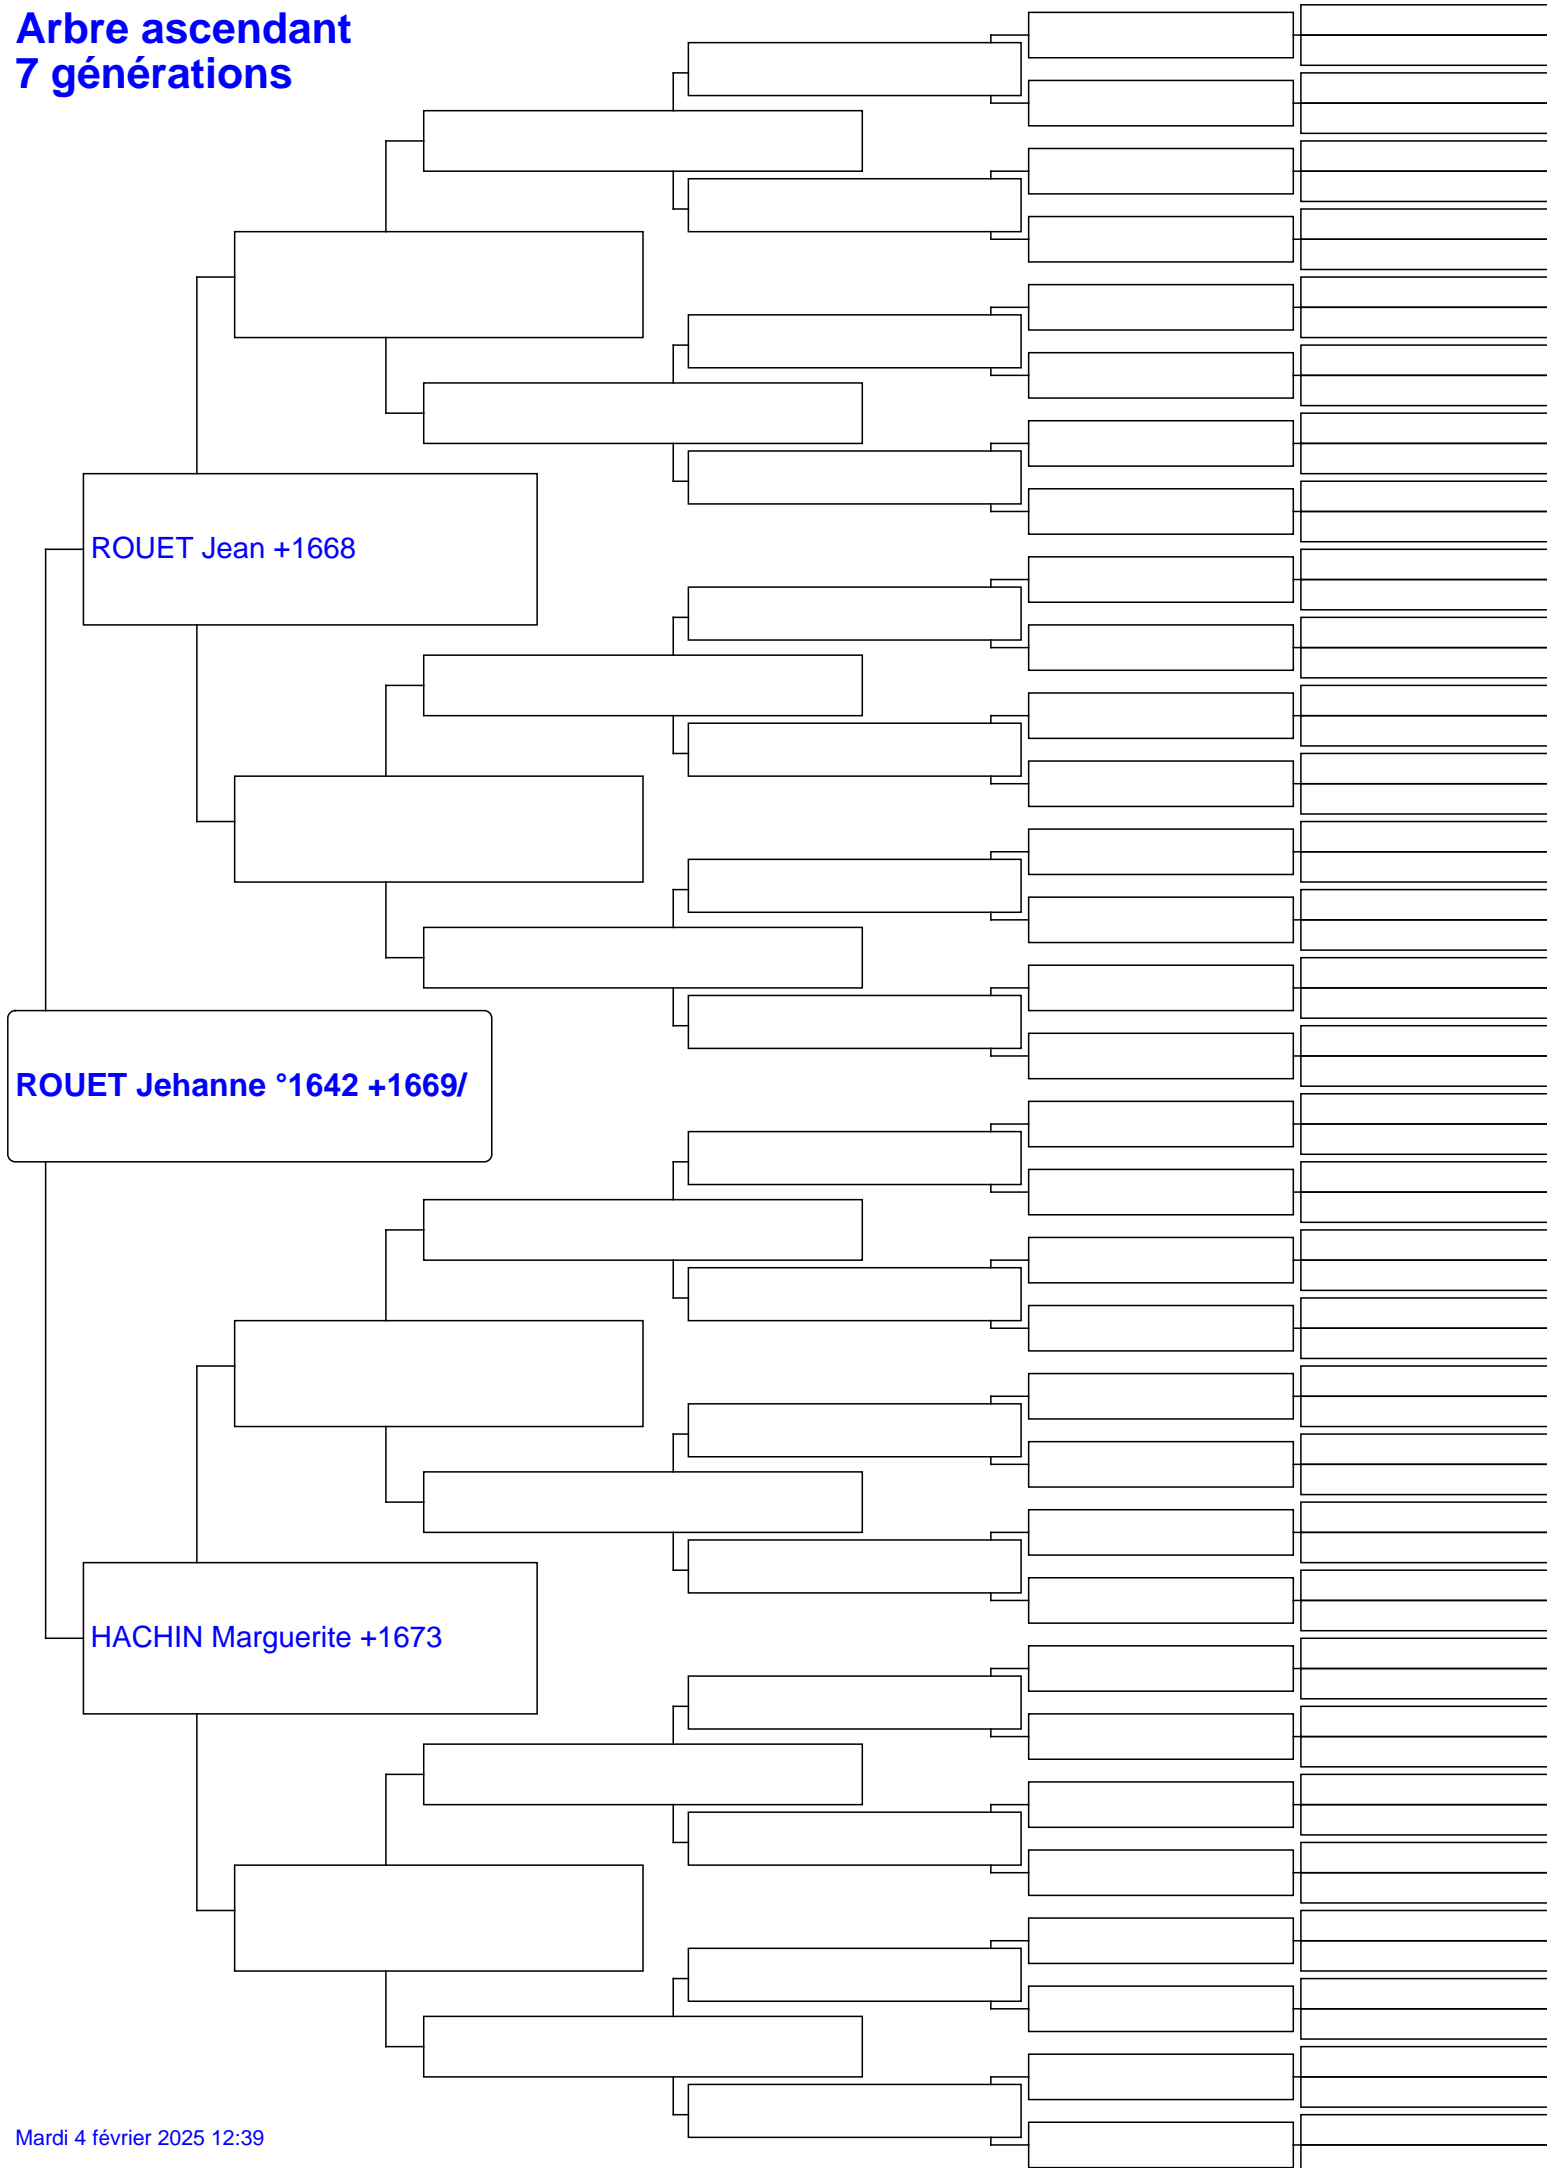 Arbre ascendant
7 générations
ROUET Jean +1668
ROUET Jehanne °1642 +1669/
HACHIN Marguerite +1673
Mardi 4 février 2025 12:39